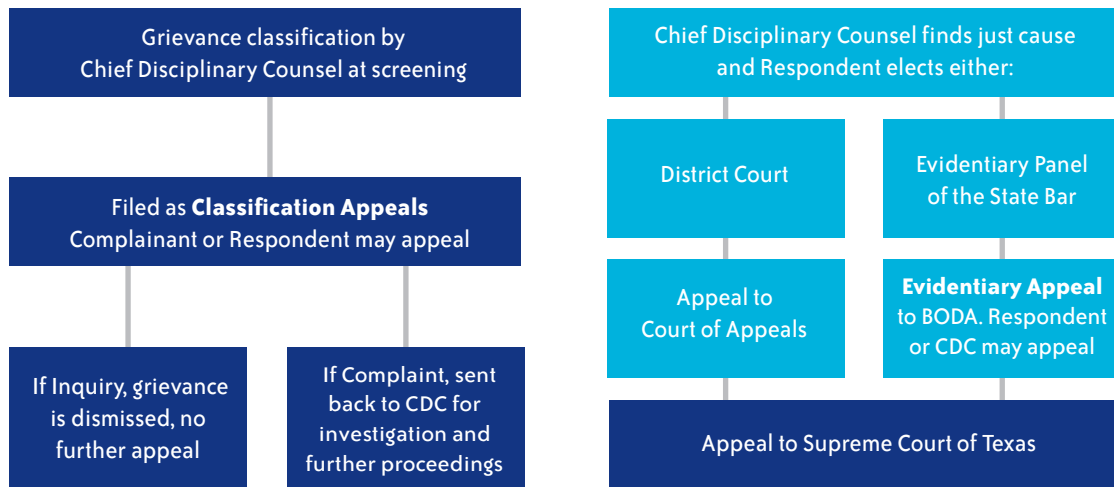 Grievance classification by
Chief Disciplinary Counsel at screening
Filed as Classification Appeals
Complainant or Respondent may appeal
If Inquiry, grievance
is dismissed, no
further appeal
If Complaint, sent
back to CDC for
investigation and
further proceedings
Chief Disciplinary Counsel finds just cause
and Respondent elects either:
District Court
Evidentiary Panel
of the State Bar
Appeal to
Court of Appeals
Evidentiary Appeal
to BODA. Respondent
or CDC may appeal
Appeal to Supreme Court of Texas